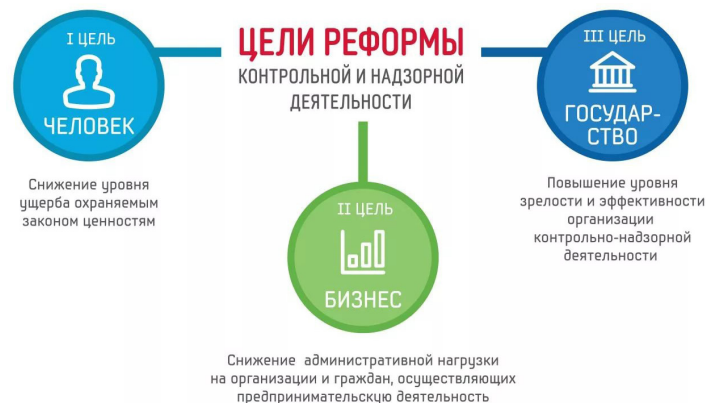 ЦЕЛИ РЕФОРМЫ
КОНТРОЛЬНОЙ И НАДЗОРНОЙ
ДЕЯТЕЛЬНОСТИ
I ЦЕЛЬ
ЧЕЛОВЕК
Снижение уровня
ущерба охраняемым
законом ценностям
II ЦЕЛЬ
БИЗНЕС
Снижение административной нагрузки
на организации и граждан, осуществляющих
предпринимательскую деятельность
III ЦЕЛЬ
ГОСУДАР-
СТВО
Повышение уровня
зрелости и эффективности
организации
контрольно-надзорной
деятельности